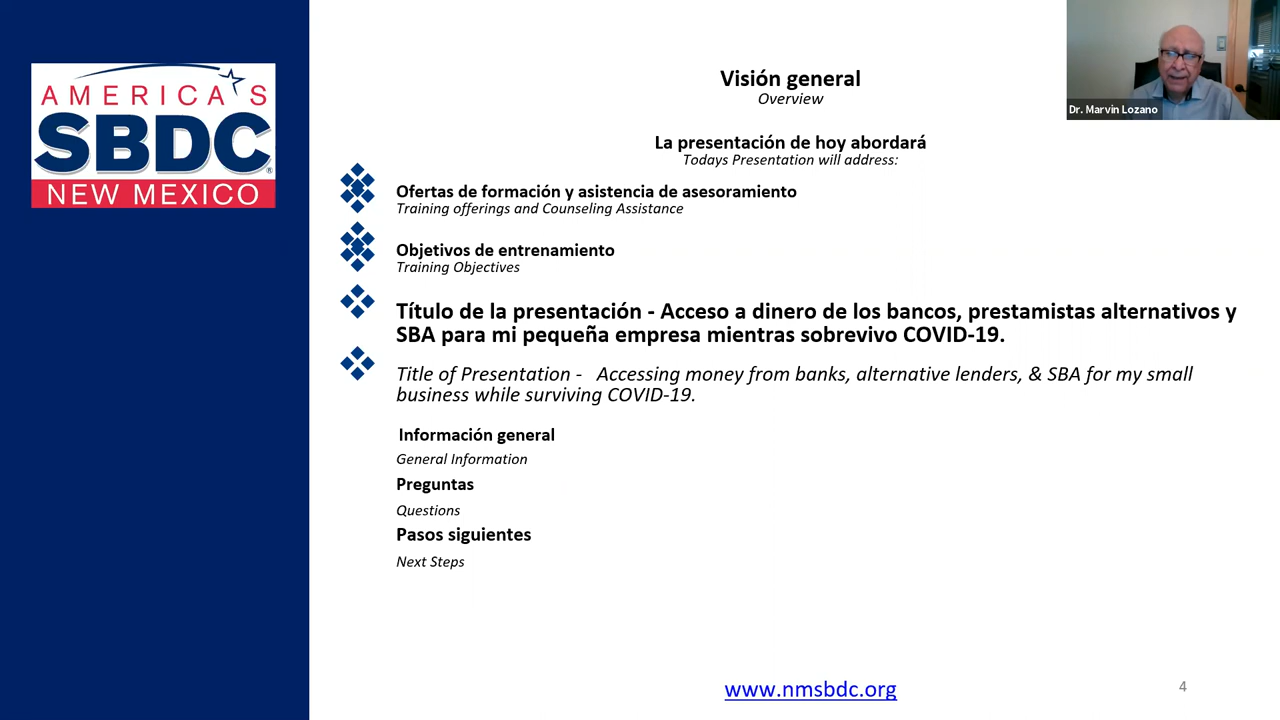 AMERICA'S
SBDC®
NEW MEXICO
Visión general
Overview
Dr. Marvin Lozano
La presentación de hoy abordará
Todays Presentation will address:
Ofertas de formación y asistencia de asesoramiento
Training offerings and Counseling Assistance
Objetivos de entrenamiento
Training Objectives
Título de la presentación - Acceso a dinero de los bancos, prestamistas alternativos y
SBA para mi pequeña empresa mientras sobrevivo COVID-19.
Title of Presentation - Accessing money from banks, alternative lenders, & SBA for my small
business while surviving COVID-19.
Información general
General Information
Preguntas
Questions
Pasos siguientes
Next Steps
www.nmsbdc.org
4